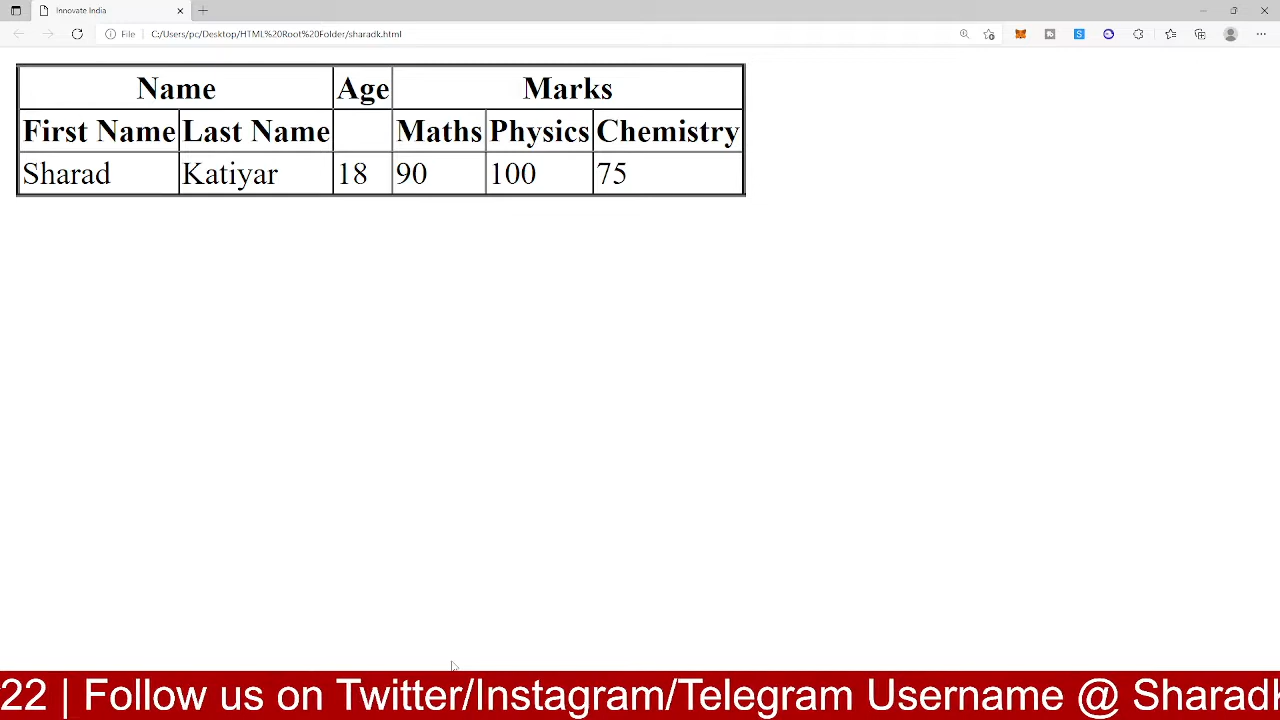 Innovate India
File C:/Users/pc/Desktop/HTML%20Root%20Folder/sharadk.html
Name Age Marks
First Name Last Name Maths Physics Chemistry
Sharad Katiyar 18 90 100 75
22 | Follow us on Twitter/Instagram/Telegram Username @ Sharadk